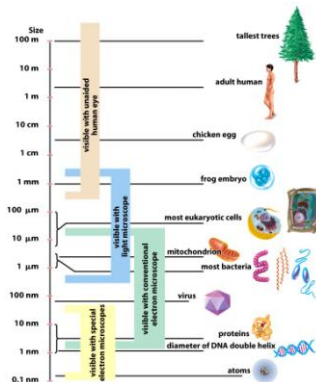 Size
100 m
tallest trees
10 m
adult human
1 m
10 cm
chicken egg
1 cm
frog embryo
1 mm
100 µm
most eukaryotic cells
10 µm
mitochondrion
1 µm
most bacteria
100 nm
virus
10 nm
proteins
diameter of DNA double helix
1 nm
atoms
0.1 nm
visible with unaided
human eye
visible with
light microscope
visible with conventional
electron microscope
visible with special
electron microscopes